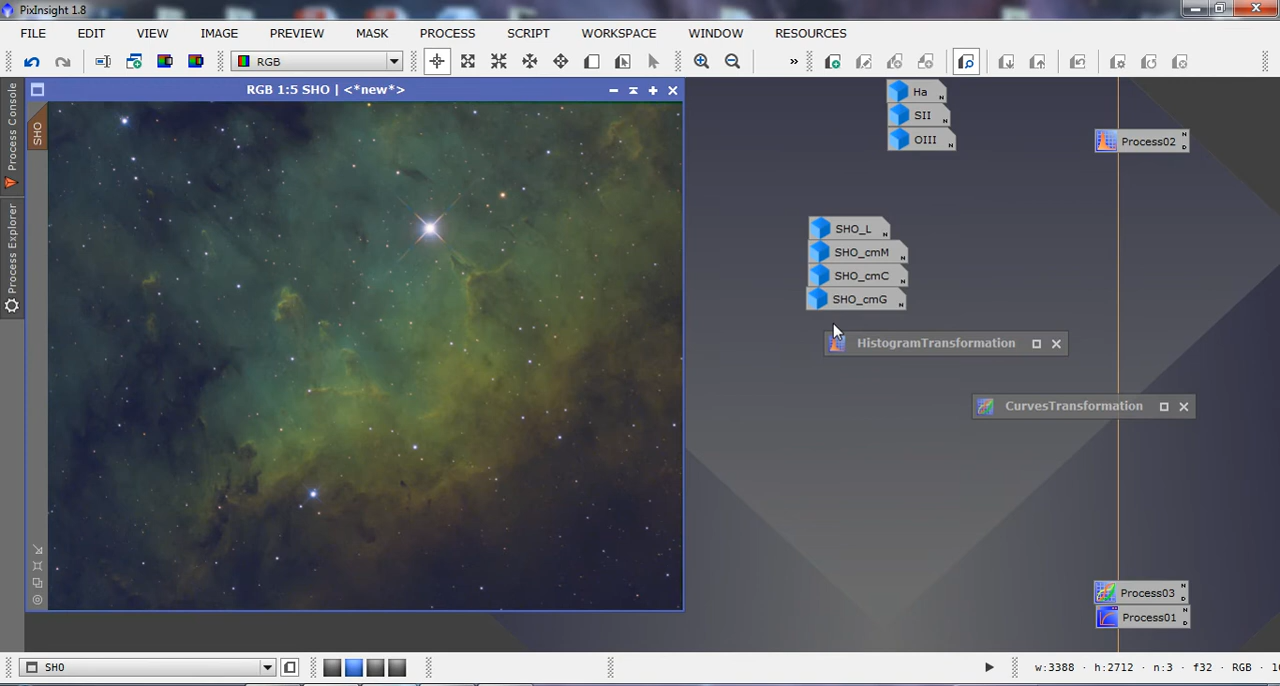 PixInsight 1.8
FILE EDIT VIEW IMAGE PREVIEW MASK PROCESS SCRIPT WORKSPACE WINDOW RESOURCES
RGB
»
RGB 1:5 SHO | <*new*>
SHO
Process Console
Process Explorer
Ha
N
SII
N
OIII
N
Process02
N
D
SHO_L
N
SHO_cmM
N
SHO_cmC
N
SHO_cmG
N
HistogramTransformation
CurvesTransformation
Process03
N
D
Process01
N
D
SHO
w:3388 · h:2712 · n:3 · f32 · RGB ·